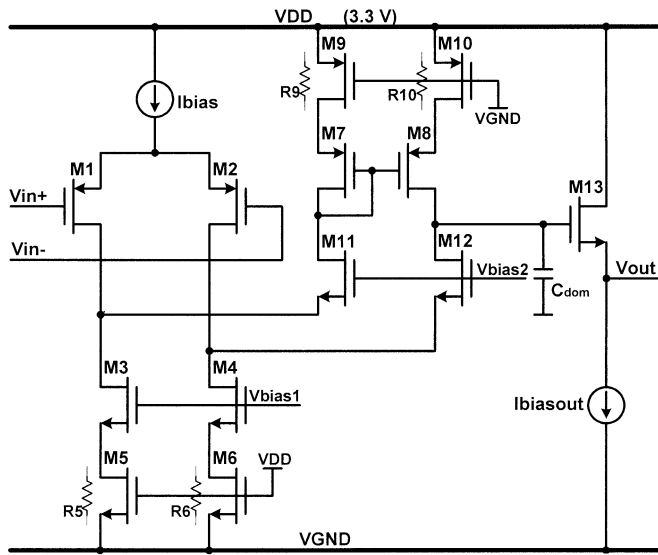 VDD (3.3 V)
M9
M10
R9
R10
VGND
Ibias
M1
M2
M7
M8
Vin+
Vin-
M13
M11
M12
Vbias2
Vout
Cdom
M3
M4
Vbias1
Ibiasout
M5
M6
VDD
R5
R6
VGND